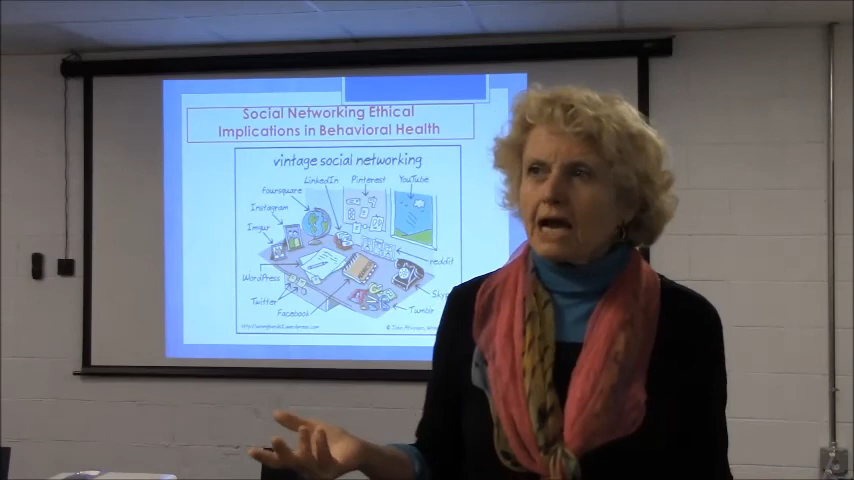 Social Networking Ethical
Implications in Behavioral Health
vintage social networking
LinkedIn Pinterest YouTube
foursquare
Instagram
Imgur
reddit
WordPress
Skype
Twitter
Tumblr
Facebook